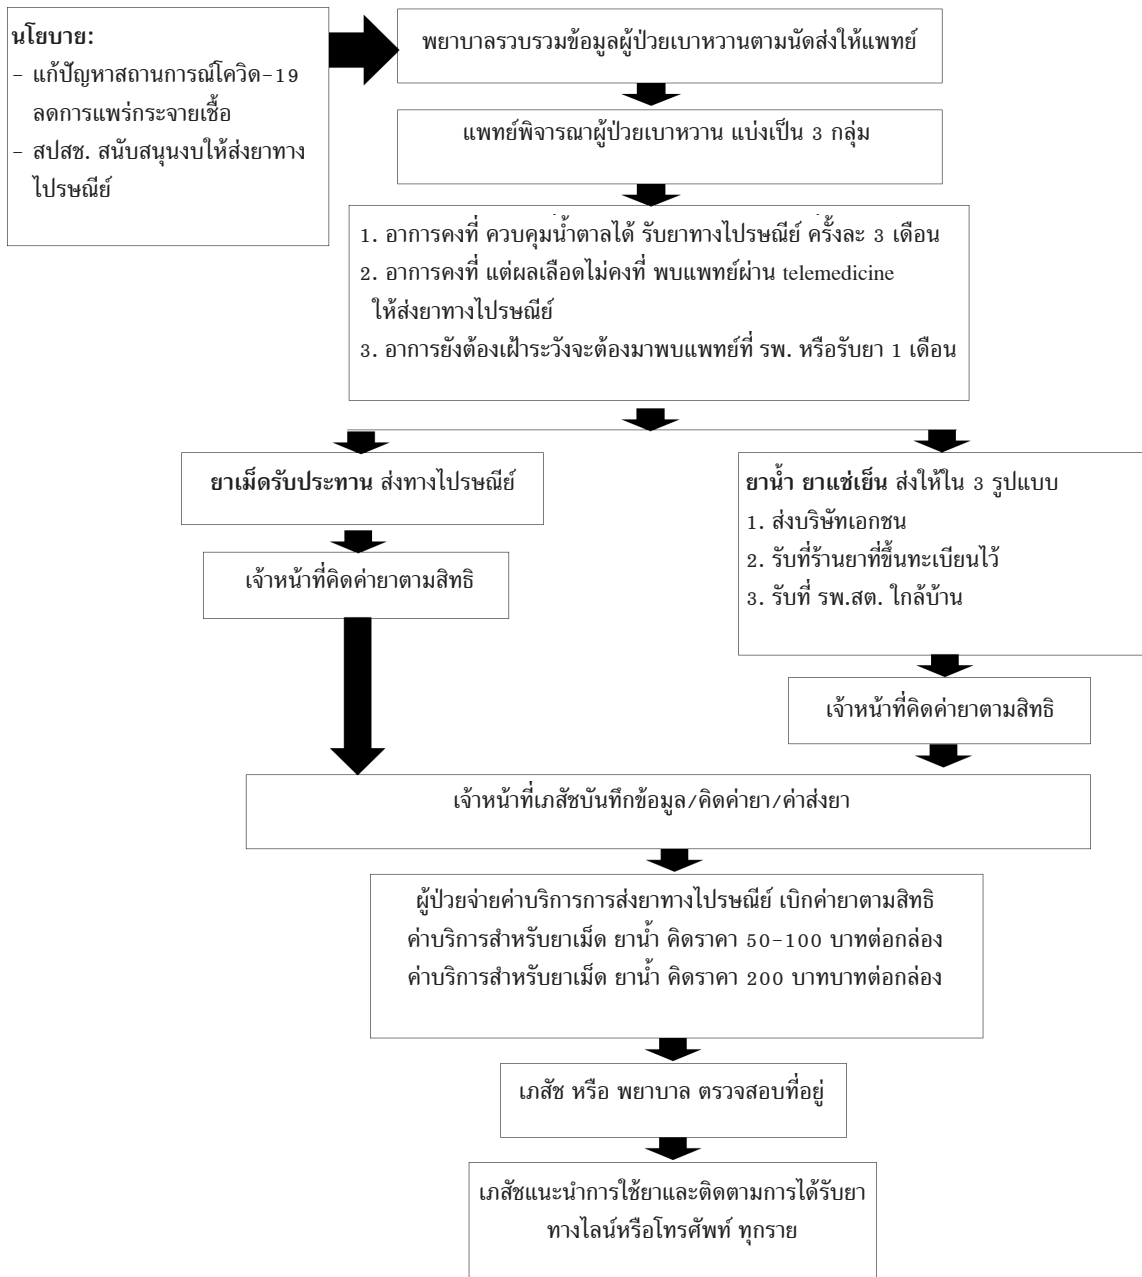 นโยบาย:
- แก้ปัญหาสถานการณ์โควิด-19
ลดการแพร่กระจายเชื้อ
- สปสช. สนับสนุนงบให้ส่งยาทาง
ไปรษณีย์
พยาบาลรวบรวมข้อมูลผู้ป่วยเบาหวานตามนัดส่งให้แพทย์
แพทย์พิจารณาผู้ป่วยเบาหวาน แบ่งเป็น 3 กลุ่ม
1. อาการคงที่ ควบคุมน้ำตาลได้ รับยาทางไปรษณีย์ ครั้งละ 3 เดือน
2. อาการคงที่ แต่ผลเลือดไม่คงที่ พบแพทย์ผ่าน telemedicine
ให้ส่งยาทางไปรษณีย์
3. อาการยังต้องเฝ้าระวังจะต้องมาพบแพทย์ที่ รพ. หรือรับยา 1 เดือน
ยาเม็ดรับประทาน ส่งทางไปรษณีย์
เจ้าหน้าที่คิดค่ายาตามสิทธิ
ยาน้ำ ยาแช่เย็น ส่งให้ใน 3 รูปแบบ
1. ส่งบริษัทเอกชน
2. รับที่ร้านยาที่ขึ้นทะเบียนไว้
3. รับที่ รพ.สต. ใกล้บ้าน
เจ้าหน้าที่คิดค่ายาตามสิทธิ
เจ้าหน้าที่เภสัชบันทึกข้อมูล/คิดค่ายา/ค่าส่งยา
ผู้ป่วยจ่ายค่าบริการการส่งยาทางไปรษณีย์ เบิกค่ายาตามสิทธิ
ค่าบริการสำหรับยาเม็ด ยาน้ำ คิดราคา 50-100 บาทต่อกล่อง
ค่าบริการสำหรับยาเม็ด ยาน้ำ คิดราคา 200 บาทบาทต่อกล่อง
เภสัช หรือ พยาบาล ตรวจสอบที่อยู่
เภสัชแนะนำการใช้ยาและติดตามการได้รับยา
ทางไลน์หรือโทรศัพท์ ทุกราย